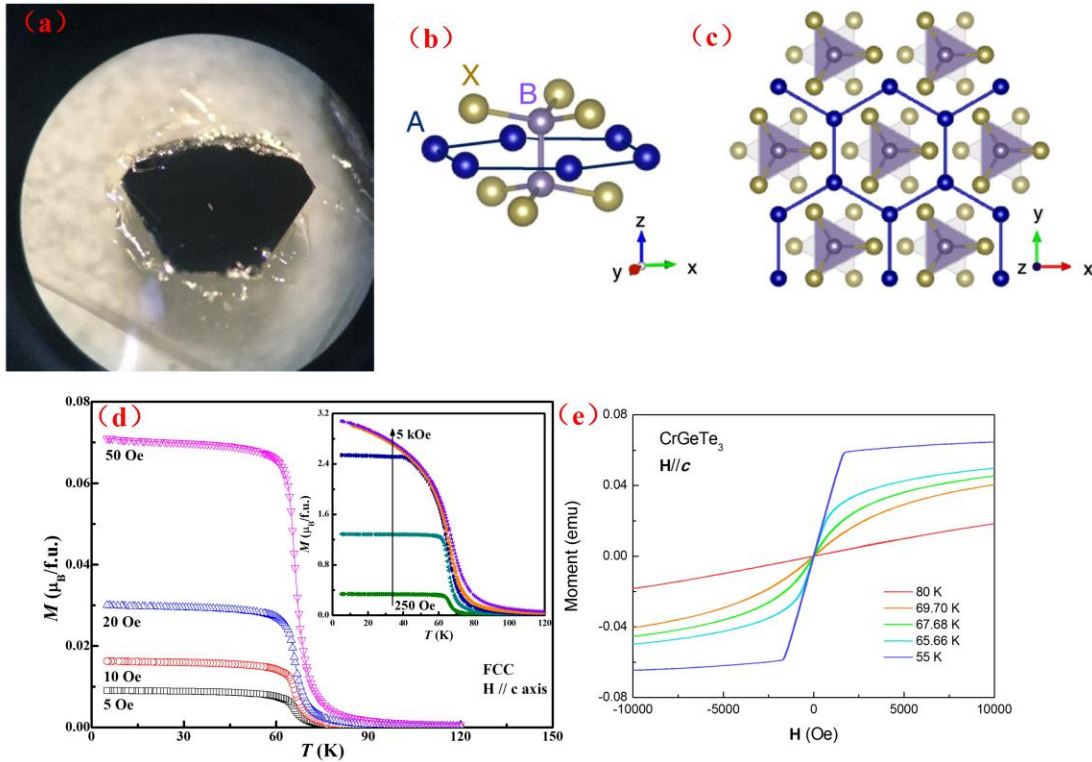 (a)
(b)
X
B
A
z
y
x
(c)
y
z
x
(d)
0.08
0.06
0.04
0.02
0.00
M (μB/f.u.)
50 Oe
20 Oe
10 Oe
5 Oe
0
30
60
90
120
150
T (K)
3.2
2.4
1.6
0.8
0.0
M (μB/f.u.)
5 kOe
250 Oe
0
20
40
60
80
100
120
T (K)
FCC
H // c axis
(e)
0.08
0.04
0.00
-0.04
-0.08
Moment (emu)
CrGeTe3
H//c
80 K
69.70 K
67.68 K
65.66 K
55 K
-10000
-5000
0
5000
10000
H (Oe)